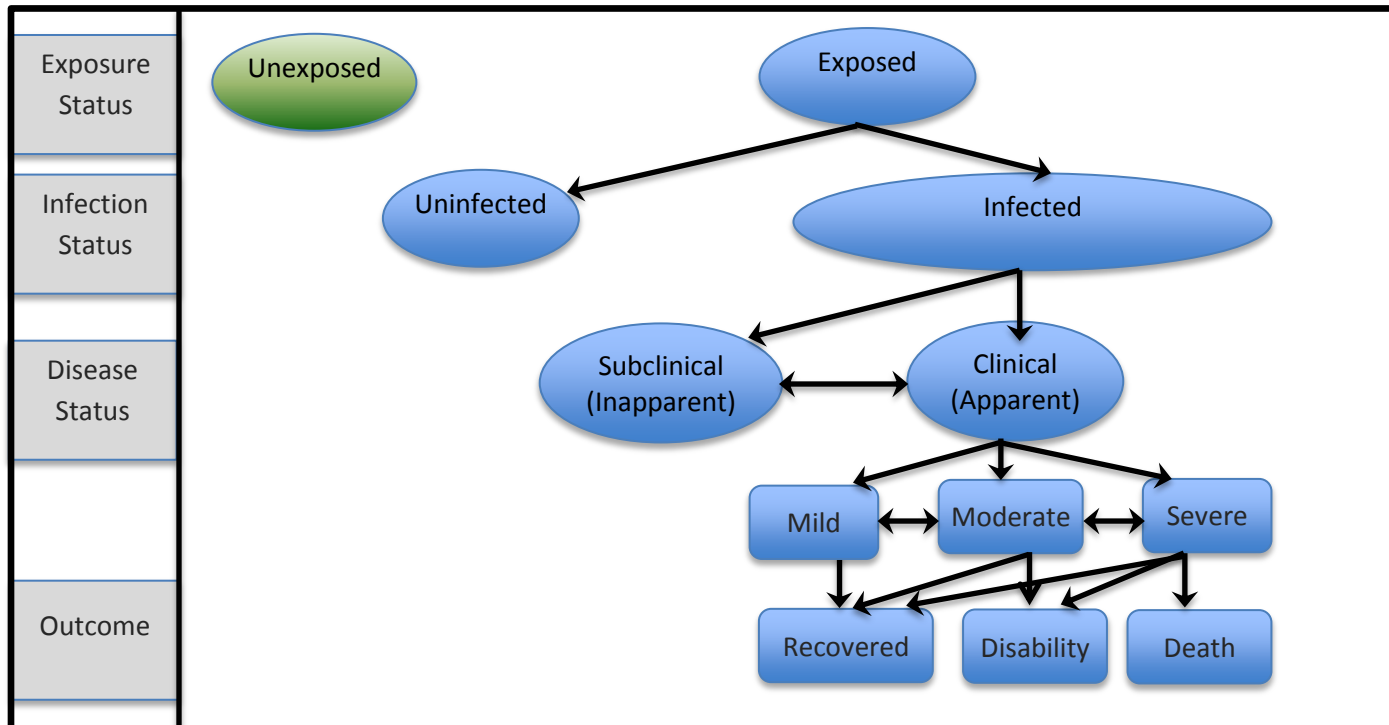 Exposure
Status
Unexposed
Exposed
Infection
Status
Uninfected
Infected
Disease
Status
Subclinical
(Inapparent)
Clinical
(Apparent)
Mild
Moderate
Severe
Outcome
Recovered
Disability
Death